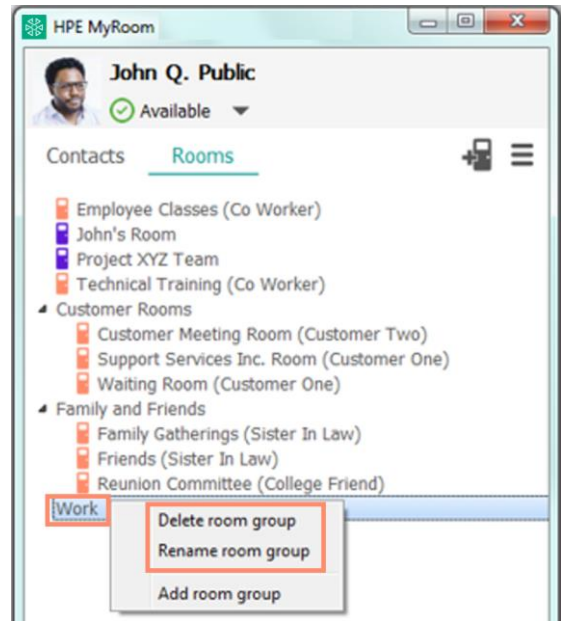 HPE MyRoom
John Q. Public
Available
Contacts Rooms
Employee Classes (Co Worker)
John's Room
Project XYZ Team
Technical Training (Co Worker)
Customer Rooms
Customer Meeting Room (Customer Two)
Support Services Inc. Room (Customer One)
Waiting Room (Customer One)
Family and Friends
Family Gatherings (Sister In Law)
Friends (Sister In Law)
Reunion Committee (College Friend)
Work
Delete room group
Rename room group
Add room group